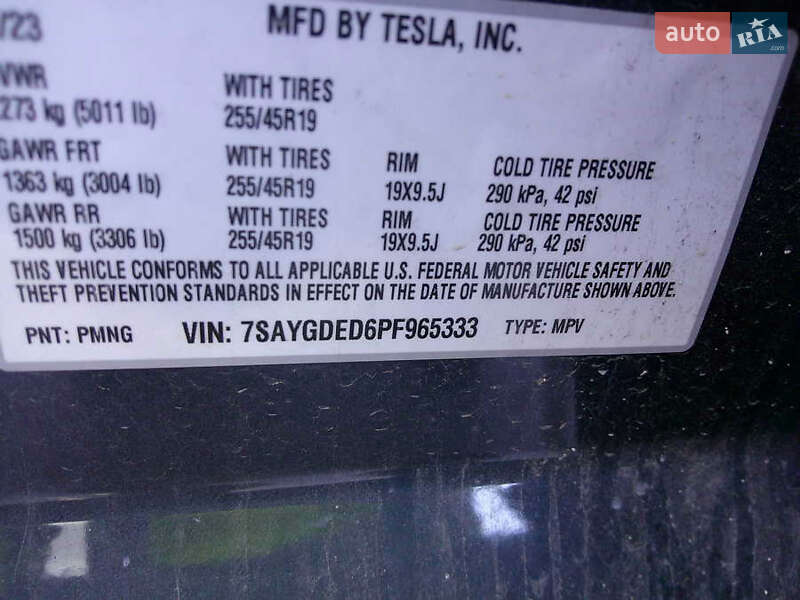 /23 MFD BY TESLA, INC.
VWR WITH TIRES
273 kg (5011 lb) 255/45R19
GAWR FRT WITH TIRES RIM COLD TIRE PRESSURE
1363 kg (3004 lb) 255/45R19 19X9.5J 290 kPa, 42 psi
GAWR RR WITH TIRES RIM COLD TIRE PRESSURE
1500 kg (3306 lb) 255/45R19 19X9.5J 290 kPa, 42 psi
THIS VEHICLE CONFORMS TO ALL APPLICABLE U.S. FEDERAL MOTOR VEHICLE SAFETY AND
THEFT PREVENTION STANDARDS IN EFFECT ON THE DATE OF MANUFACTURE SHOWN ABOVE.
PNT: PMNG VIN: 7SAYGDED6PF965333 TYPE: MPV
auto RIA .com